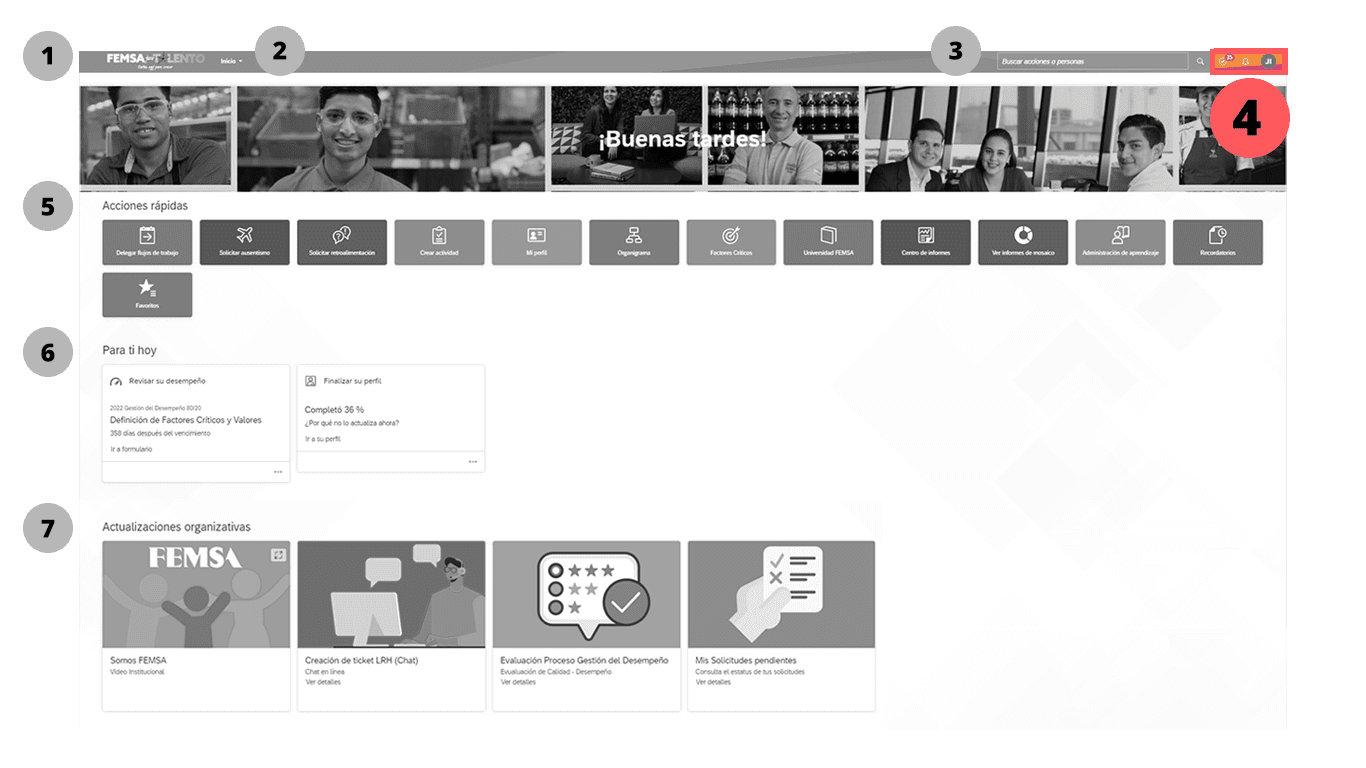 1
2
3
FEMSA
TALENTO
Inicio
Buscar acciones o personas
25
JI
4
¡Buenas tardes!
5
Acciones rápidas
Delegar flujos de trabajo
Solicitar ausentismo
Solicitar retroalimentación
Crear actividad
Mi perfil
Organigrama
Factores Críticos
Universidad FEMSA
Centro de informes
Ver informes de mosaico
Administración de aprendizaje
Recordatorios
Favoritos
6
Para ti hoy
Revisar su desempeño
2022 Gestión del Desempeño 80/20
Definición de Factores Críticos y Valores
358 días después del vencimiento
Ir a formulario
Finalizar su perfil
Completó 36 %
¿Por qué no lo actualiza ahora?
Ir a su perfil
7
Actualizaciones organizativas
FEMSA
Somos FEMSA
Video Institucional
Creación de ticket LRH (Chat)
Chat en línea
Ver detalles
Evaluación Proceso Gestión del Desempeño
Evualuación de Calidad - Desempeño
Ver detalles
Mis Solicitudes pendientes
Consulta el estatus de tus solicitudes
Ver detalles